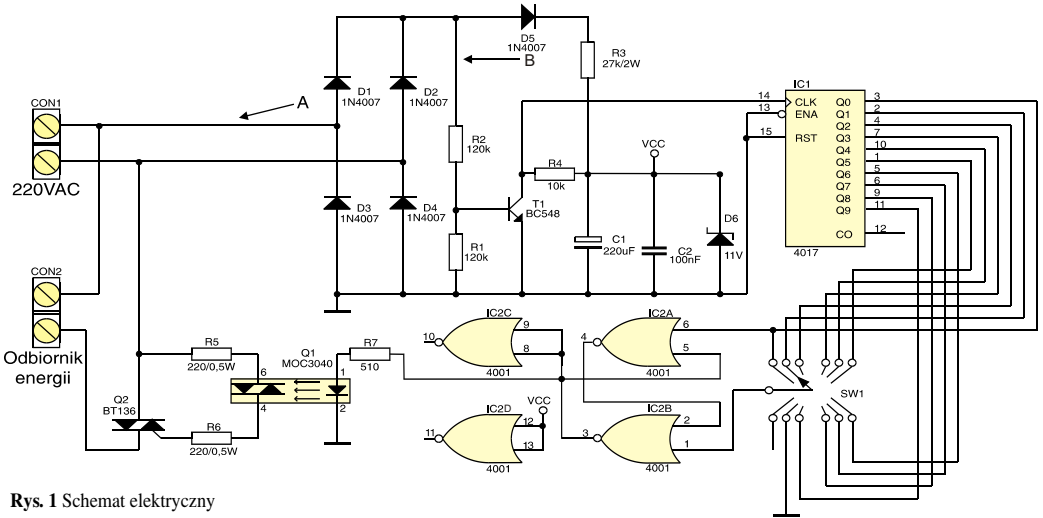 CON1
220VAC
CON2
Odbiornik
energii
A
B
D1
1N4007
D2
1N4007
D3
1N4007
D4
1N4007
D5
1N4007
R2
120k
R1
120k
R3
27k/2W
R4
10k
T1
BC548
VCC
C1
220uF
C2
100nF
D6
11V
IC1
14
13
15
CLK
ENA
RST
Q0
Q1
Q2
Q3
Q4
Q5
Q6
Q7
Q8
Q9
CO
3
2
4
7
10
1
5
6
9
11
12
4017
R5
220/0,5W
R6
220/0,5W
Q2
BT136
Q1
MOC3040
6
4
1
2
R7
510
IC2C
10
9
8
4001
IC2A
4
6
5
4001
IC2D
11
VCC
12
13
4001
IC2B
3
2
1
4001
SW1
Rys. 1 Schemat elektryczny